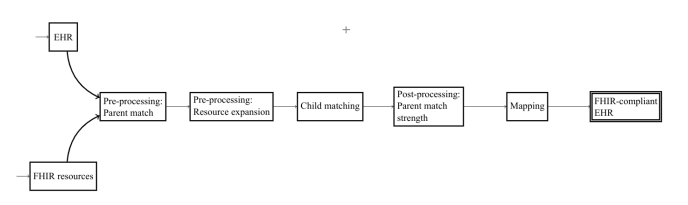 EHR
Pre-processing:
Parent match
Pre-processing:
Resource expansion
Child matching
Post-processing:
Parent match
strength
Mapping
FHIR-compliant
EHR
FHIR resources